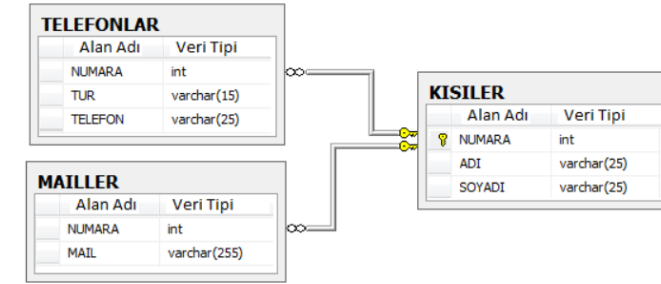 TELEFONLAR
Alan Adı Veri Tipi
NUMARA int
TUR varchar(15)
TELEFON varchar(25)
KISILER
Alan Adı Veri Tipi
NUMARA int
ADI varchar(25)
SOYADI varchar(25)
MAILLER
Alan Adı Veri Tipi
NUMARA int
MAIL varchar(255)